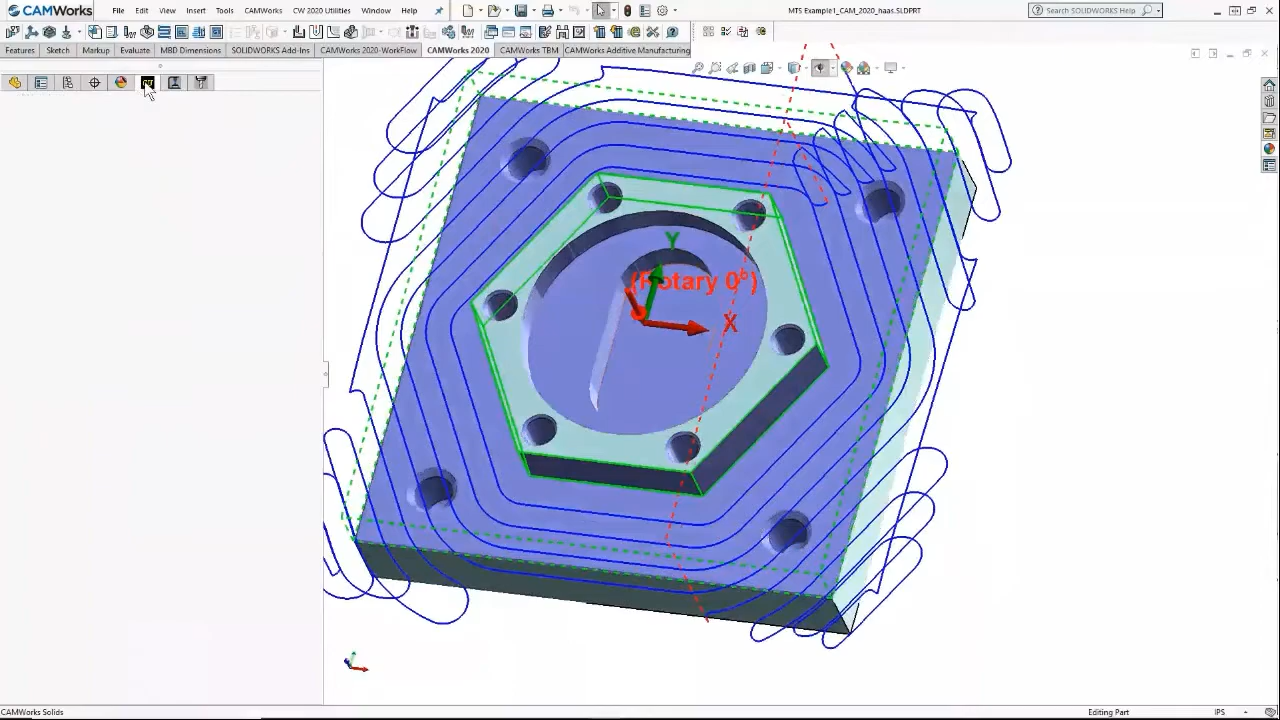 CAMWorks File Edit View Insert Tools CAMWorks CW 2020 Utilities Window Help MTS Example1_CAM_2020_haas.SLDPRT Search SOLIDWORKS Help
Features Sketch Markup Evaluate MBD Dimensions SOLIDWORKS Add-Ins CAMWorks 2020-WorkFlow CAMWorks 2020 CAMWorks TBM CAMWorks Additive Manufacturing
Y
(Rotary 0°)
X
CAMWorks Solids Editing Part IPS